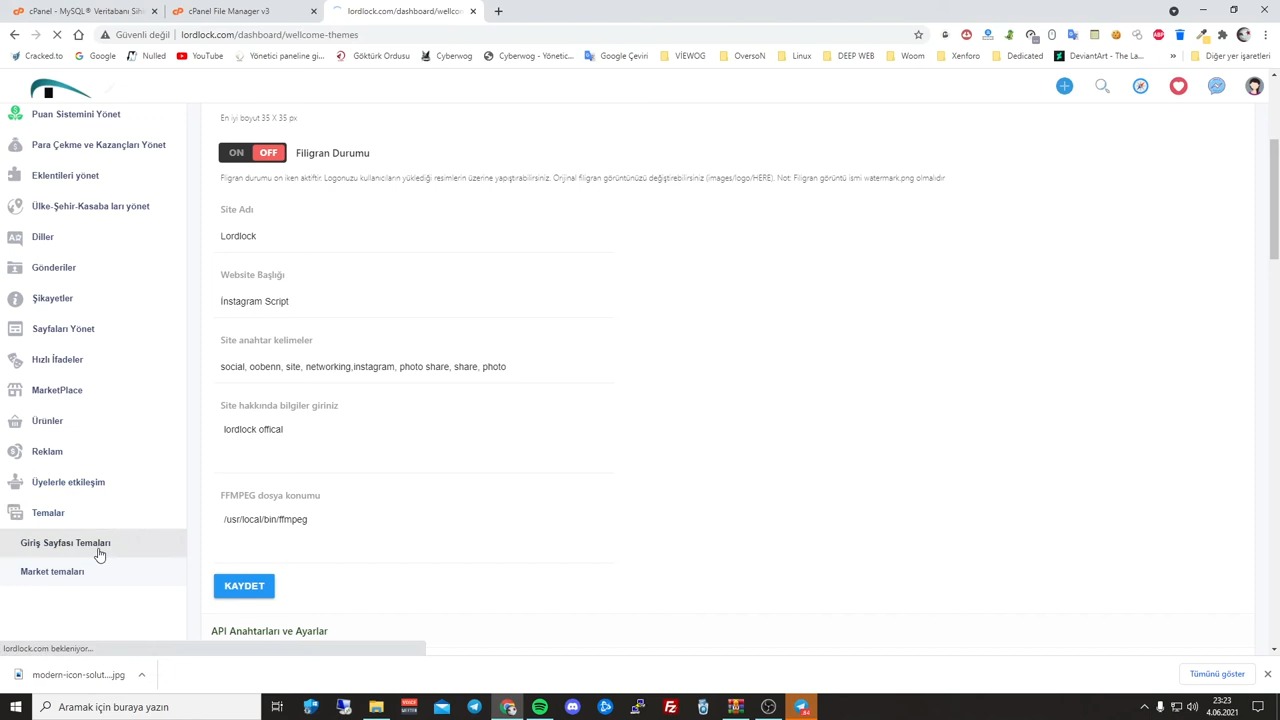 cPanel - MySQL® Veritabanı Sih
cPanel File Manager v3
lordlock.com/dashboard/wellcom
Güvenli değil
lordlock.com/dashboard/wellcome-themes
Cracked.to
Google
YouTube
Yönetici paneline gi...
Göktürk Ordusu
Cyberwog
Cyberwog – Yönetic...
Google Çeviri
VİEWOG
OversoN
Linux
DEEP WEB
Woom
Xenforo
Dedicated
DeviantArt - The La...
»
Diğer yer işaretleri
Puan Sistemini Yönet
Para Çekme ve Kazançları Yönet
Eklentileri yönet
Ülke-Şehir-Kasaba ları yönet
Diller
Gönderiler
Şikayetler
Sayfaları Yönet
Hızlı İfadeler
MarketPlace
Ürünler
Reklam
Üyelerle etkileşim
Temalar
Giriş Sayfası Temaları
Market temaları
En iyi boyut 35 X 35 px
ON OFF Filigran Durumu
Fligran durumu on iken aktiftir. Logonuzu kullanıcıların yüklediği resimlerin üzerine yapıştırabilirsiniz. Orjinal filigran görüntünüzü değiştirebilirsiniz (images/logo/HERE). Not: Filigran görüntü ismi watermark.png olmalıdır
Site Adı
Lordlock
Website Başlığı
İnstagram Script
Site anahtar kelimeler
social, oobenn, site, networking,instagram, photo share, share, photo
Site hakkında bilgiler giriniz
lordlock offical
FFMPEG dosya konumu
/usr/local/bin/ffmpeg
KAYDET
API Anahtarları ve Ayarlar
lordlock.com bekleniyor...
modern-icon-solut....jpg
Tümünü göster
Aramak için buraya yazın
23:23
4.06.2021